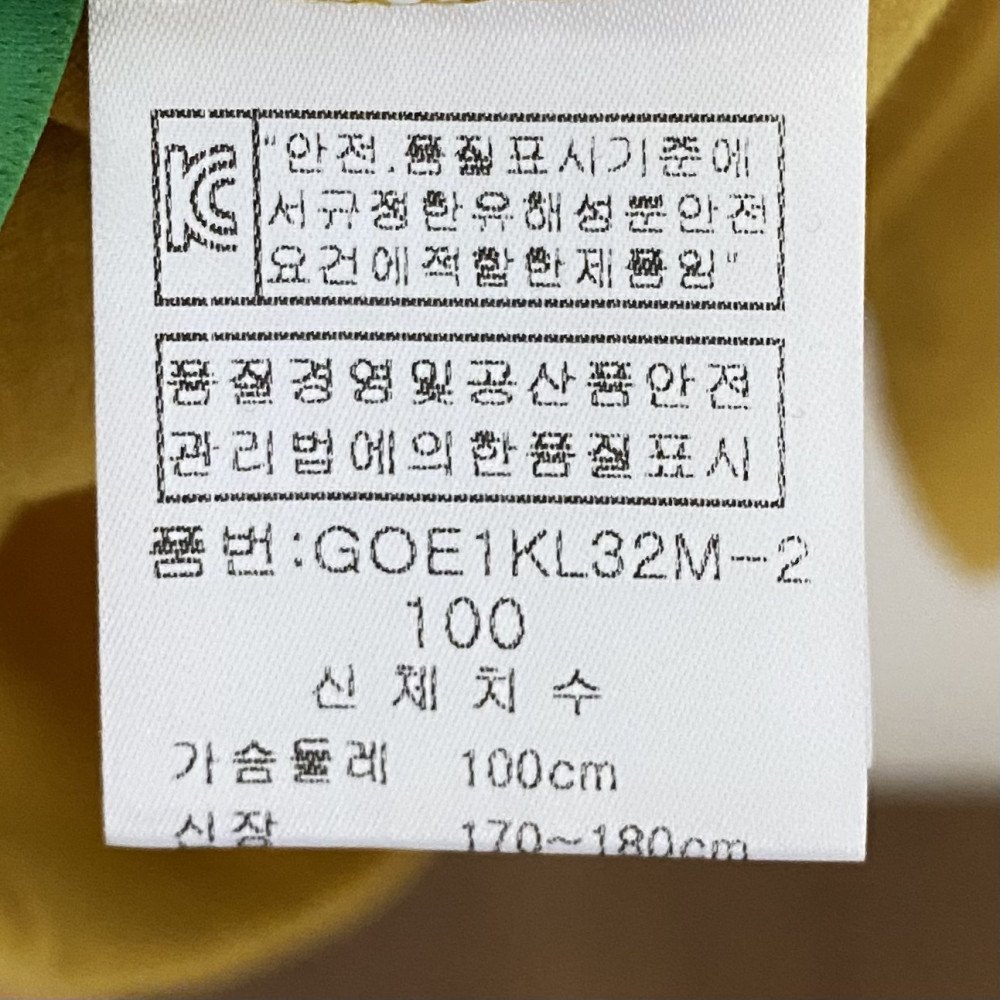 KC
"안전.품질표시기준에
서규정한유해성분안전
요건에적합한제품임"
품질경영및공산품안전
관리법에의한품질표시
품번:GOE1KL32M-2
100
신체치수
가슴둘레 100cm
신장 170~180cm